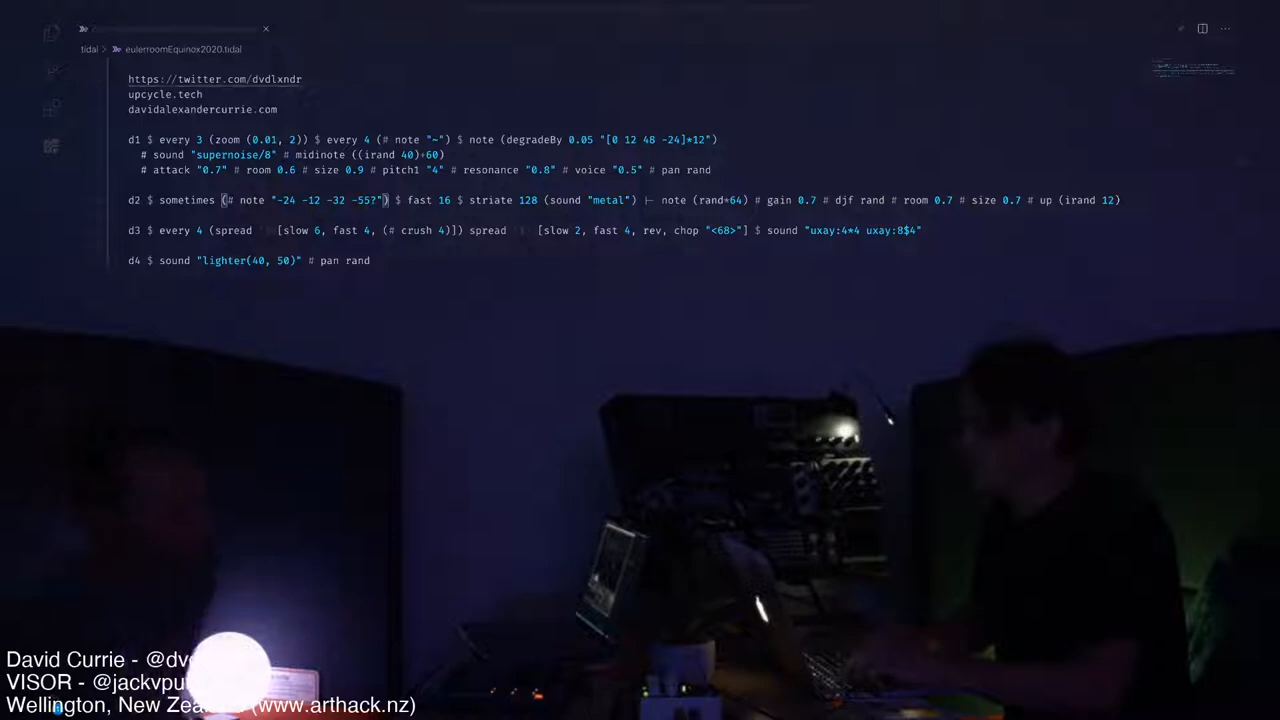 tidal > eulerroomEquinox2020.tidal
https://twitter.com/dvdlxndr
upcycle.tech
davidalexandercurrie.com
d1 $ every 3 (zoom (0.01, 2)) $ every 4 (# note "~") $ note (degradeBy 0.05 "[0 12 48 -24]*12")
# sound "supernoise/8" # midinote ((irand 40)+60)
# attack "0.7" # room 0.6 # size 0.9 # pitch1 "4" # resonance "0.8" # voice "0.5" # pan rand
d2 $ sometimes (# note "-24 -12 -32 -55?") $ fast 16 $ striate 128 (sound "metal") |- note (rand*64) # gain 0.7 # djf rand # room 0.7 # size 0.7 # up (irand 12)
d3 $ every 4 (spread [slow 6, fast 4, (# crush 4)]) spread [slow 2, fast 4, rev, chop "<68>"] $ sound "uxay:4*4 uxay:8$4"
d4 $ sound "lighter(40, 50)" # pan rand
David Currie -
VISOR -
Wellington, New (www.arthack.nz)